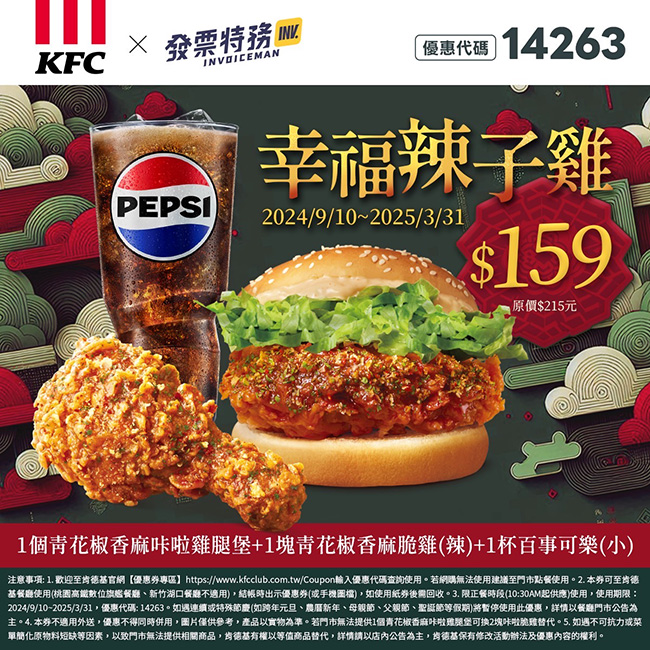 KFC × 發票特務 INV.
INVOICEMAN
優惠代碼 14263
幸福辣子雞
2024/9/10~2025/3/31
PEPSI
$159
原價$215元
1個青花椒香麻咔啦雞腿堡+1塊青花椒香麻脆雞(辣)+1杯百事可樂(小)
注意事項: 1. 歡迎至肯德基官網【優惠券專區】https://www.kfcclub.com.tw/Coupon輸入優惠代碼查詢使用。若網購無法使用建議至門市點餐使用。2. 本券可至肯德
基餐廳使用(桃園高鐵數位旗艦餐廳、新竹湖口餐廳不適用)，結帳時出示優惠券(或手機圖檔)，如使用紙券後需回收。3. 限正餐時段(10:30AM起供應)使用，使用期限：
2024/9/10~2025/3/31，優惠代碼: 14263。如遇連續或特殊節慶(如跨年元旦、農曆新年、母親節、父親節、聖誕節等假期)將暫停使用此優惠，詳情以餐廳門市公告為
主。4. 本券不適用外送，優惠不得同時併用，圖片僅供參考，產品以實物為準。若門市無法提供1個青花椒香麻咔啦雞腿堡可換2塊咔啦脆雞替代。5. 如遇不可抗力或菜
單簡化原物料短缺等因素，以致門市無法提供相關商品，肯德基有權以等值商品替代，詳情請以店內公告為主，肯德基保有修改活動辦法及優惠內容的權利。